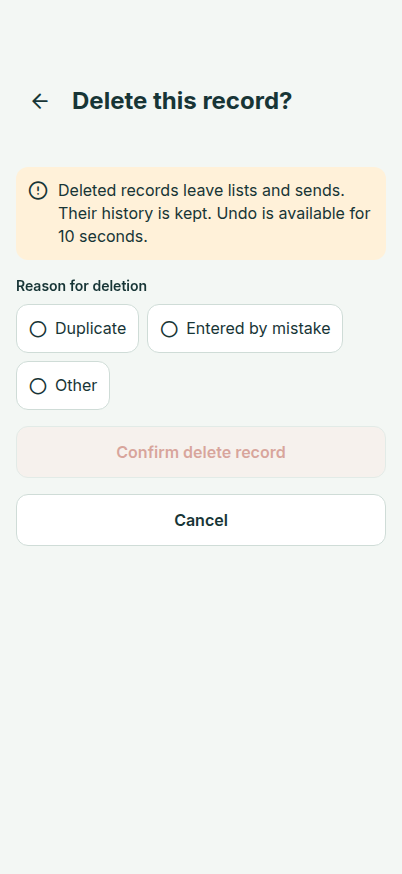 Delete this record?
Deleted records leave lists and sends.
Their history is kept. Undo is available for
10 seconds.
Reason for deletion
Duplicate
Entered by mistake
Other
Confirm delete record
Cancel